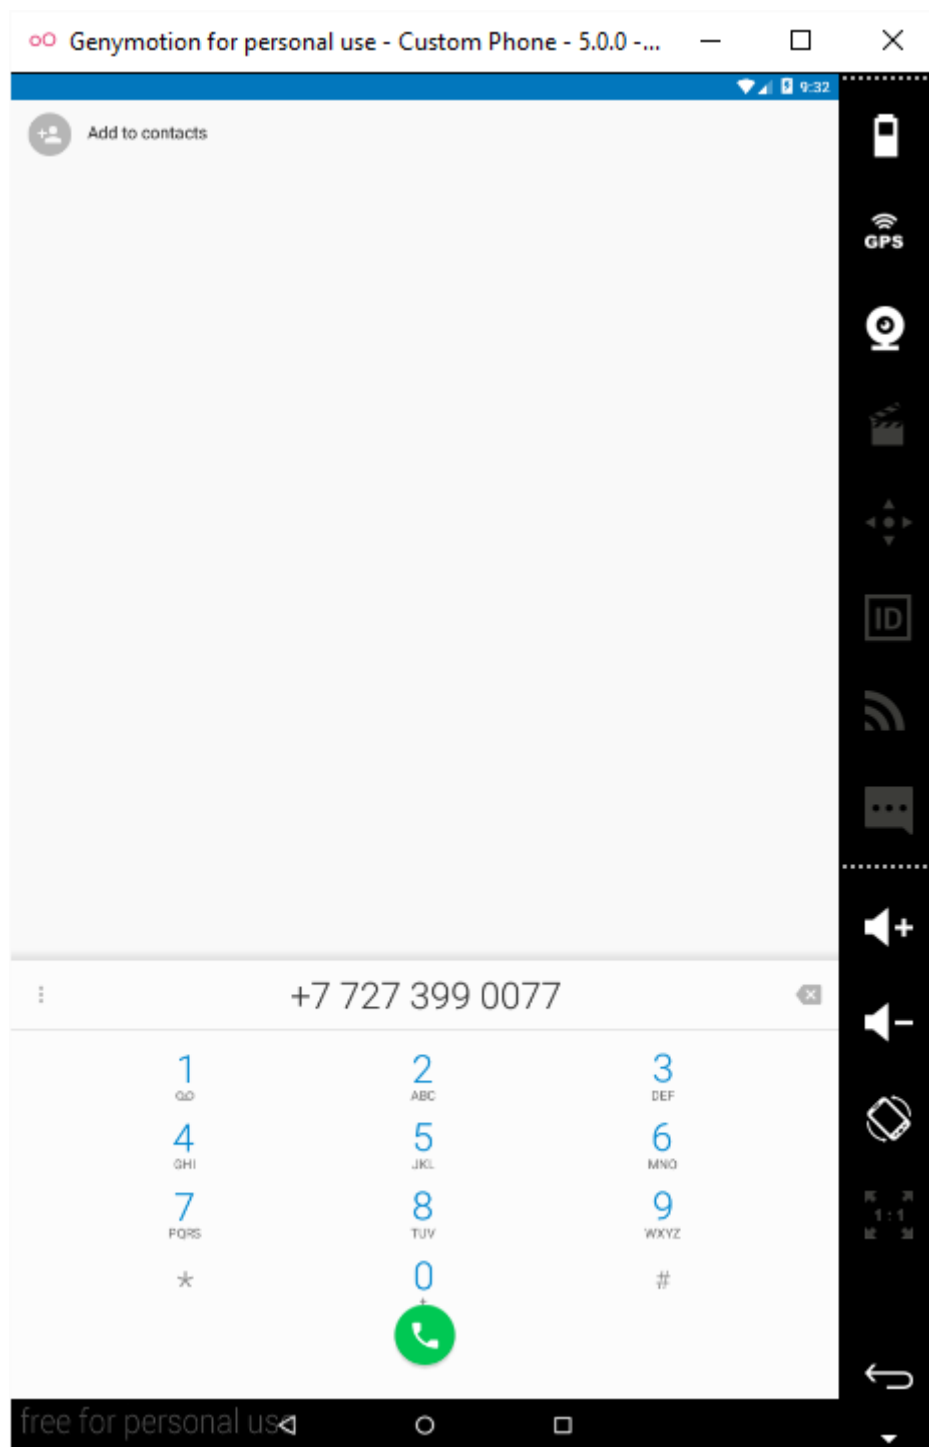 Genymotion for personal use - Custom Phone - 5.0.0 -...
9:32
Add to contacts
GPS
ID
+7 727 399 0077
1
2
ABC
3
DEF
4
GHI
5
JKL
6
MNO
7
PQRS
8
TUV
9
WXYZ
*
0
+
#
1:1
free for personal use